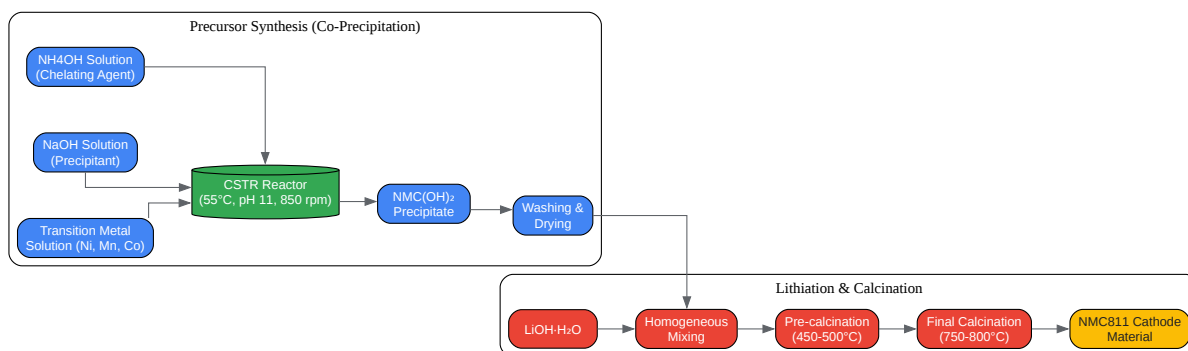 Precursor Synthesis (Co-Precipitation)
NH4OH Solution
(Chelating Agent)
NaOH Solution
(Precipitant)
CSTR Reactor
(55°C, pH 11, 850 rpm)
Transition Metal
Solution (Ni, Mn, Co)
NMC(OH)₂
Precipitate
Washing &
Drying
Lithiation & Calcination
LiOH·H₂O
Homogeneous
Mixing
Pre-calcination
(450-500°C)
Final Calcination
(750-800°C)
NMC811 Cathode
Material